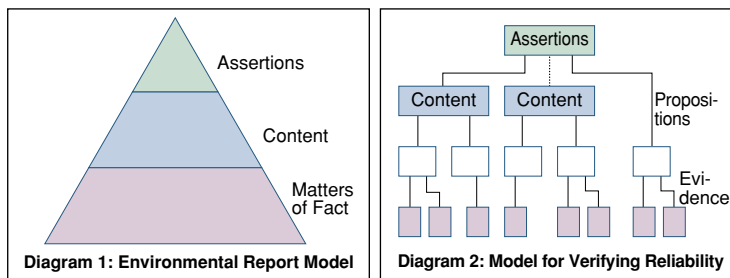 Assertions
Content
Matters
of Fact
Diagram 1: Environmental Report Model
Assertions
Content
Content
Proposi-
tions
Evi-
dence
Diagram 2: Model for Verifying Reliability